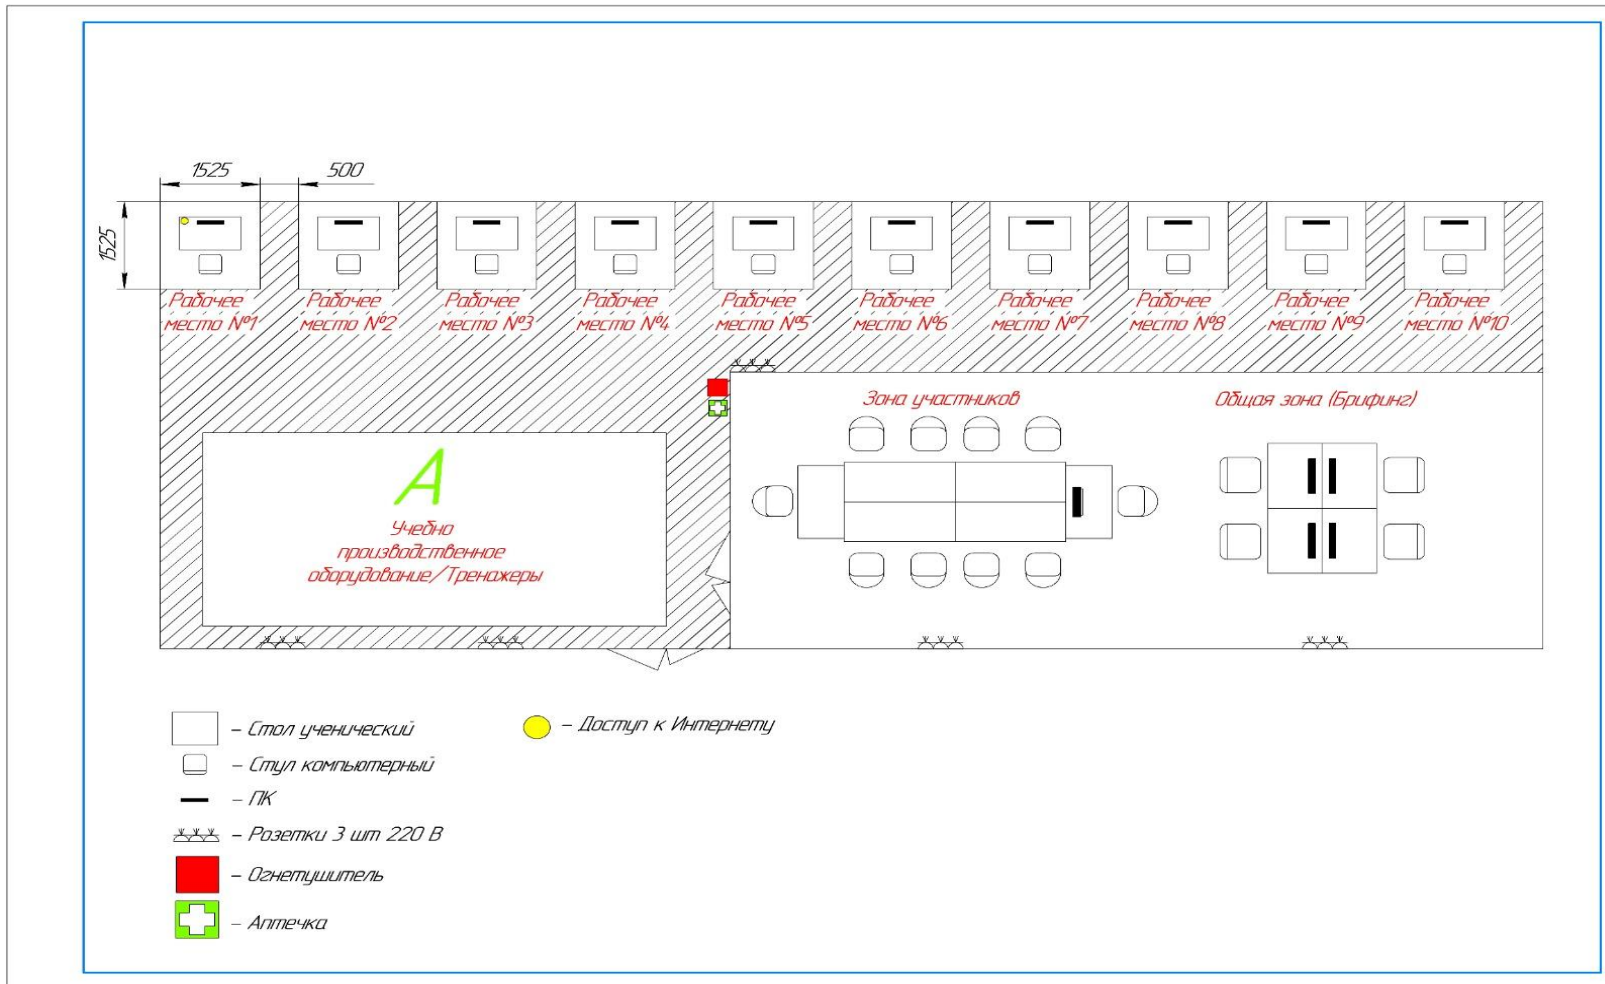 1525
500
1525
Рабочее
место №1
Рабочее
место №2
Рабочее
место №3
Рабочее
место №4
Рабочее
место №5
Рабочее
место №6
Рабочее
место №7
Рабочее
место №8
Рабочее
место №9
Рабочее
место №10
Зона участников
Общая зона (Брифинг)
А
Учебно
производственное
оборудование/Тренажеры
– Стол ученический
– Доступ к Интернету
– Стул компьютерный
– ПК
– Розетки 3 шт 220 В
– Огнетушитель
– Аптечка